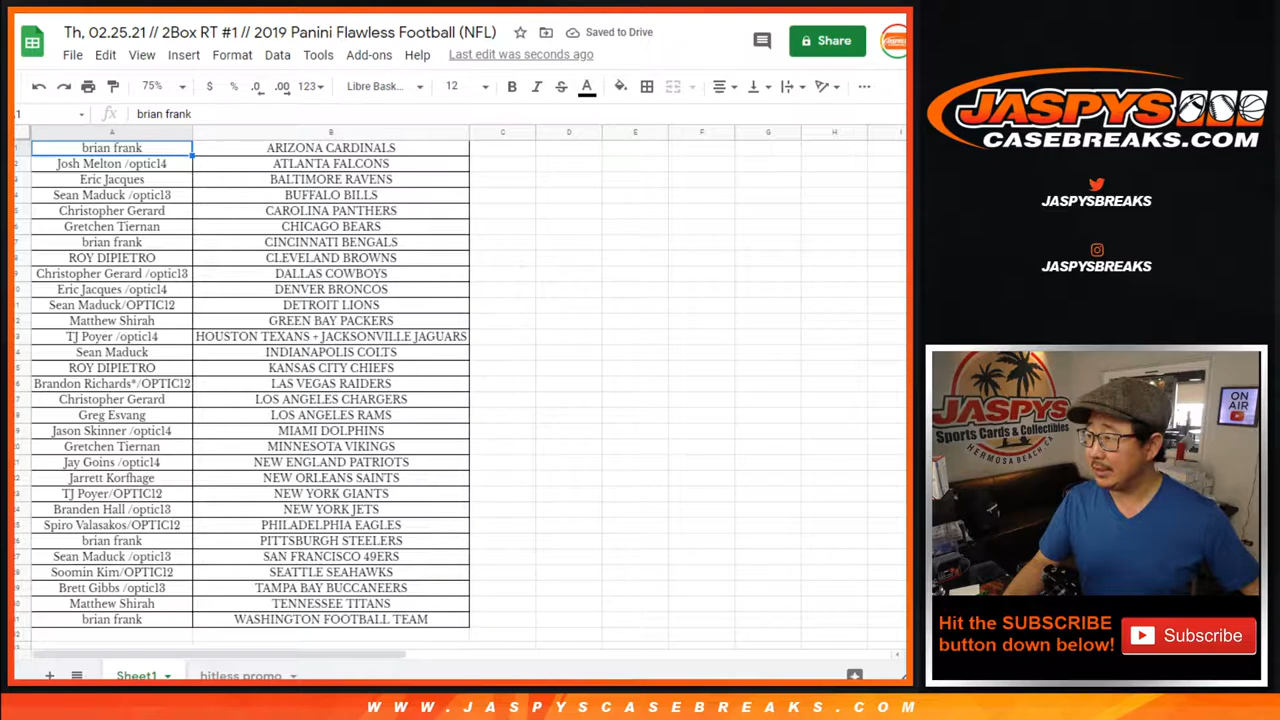 Th, 02.25.21 // 2Box RT #1 // 2019 Panini Flawless Football (NFL)
Saved to Drive
Share
File Edit View Insert Format Data Tools Add-ons Help Last edit was seconds ago
75% $ % .0 .00 123 Libre Bask... 12 B I S A
fx brian frank
A B C D E F G H
brian frank ARIZONA CARDINALS
Josh Melton /optic14 ATLANTA FALCONS
Eric Jacques BALTIMORE RAVENS
Sean Maduck /optic13 BUFFALO BILLS
Christopher Gerard CAROLINA PANTHERS
Gretchen Tiernan CHICAGO BEARS
brian frank CINCINNATI BENGALS
ROY DIPIETRO CLEVELAND BROWNS
Christopher Gerard /optic13 DALLAS COWBOYS
Eric Jacques /optic14 DENVER BRONCOS
Sean Maduck/OPTIC12 DETROIT LIONS
Matthew Shirah GREEN BAY PACKERS
TJ Poyer /optic14 HOUSTON TEXANS + JACKSONVILLE JAGUARS
Sean Maduck INDIANAPOLIS COLTS
ROY DIPIETRO KANSAS CITY CHIEFS
Brandon Richards*/OPTIC12 LAS VEGAS RAIDERS
Christopher Gerard LOS ANGELES CHARGERS
Greg Esvang LOS ANGELES RAMS
Jason Skinner /optic14 MIAMI DOLPHINS
Gretchen Tiernan MINNESOTA VIKINGS
Jay Goins /optic14 NEW ENGLAND PATRIOTS
Jarrett Korfhage NEW ORLEANS SAINTS
TJ Poyer/OPTIC12 NEW YORK GIANTS
Branden Hall /optic13 NEW YORK JETS
Spiro Valasakos/OPTIC12 PHILADELPHIA EAGLES
brian frank PITTSBURGH STEELERS
Sean Maduck /optic13 SAN FRANCISCO 49ERS
Soomin Kim/OPTIC12 SEATTLE SEAHAWKS
Brett Gibbs /optic13 TAMPA BAY BUCCANEERS
Matthew Shirah TENNESSEE TITANS
brian frank WASHINGTON FOOTBALL TEAM
Sheet1 hitless promo
JASPYS
CASEBREAKS.COM
JASPYSBREAKS
JASPYSBREAKS
JASPYS
Sports Cards & Collectibles
HERMOSA BEACH, CA
ON AIR
Hit the SUBSCRIBE
button down below!
Subscribe
WWW.JASPYSCASEBREAKS.COM